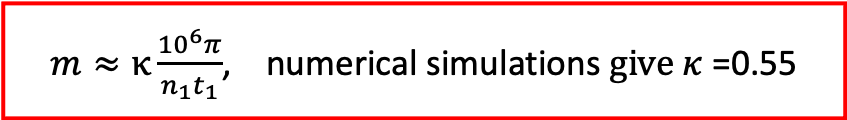 m ≈ κ 10⁶π / n₁t₁, numerical simulations give κ =0.55